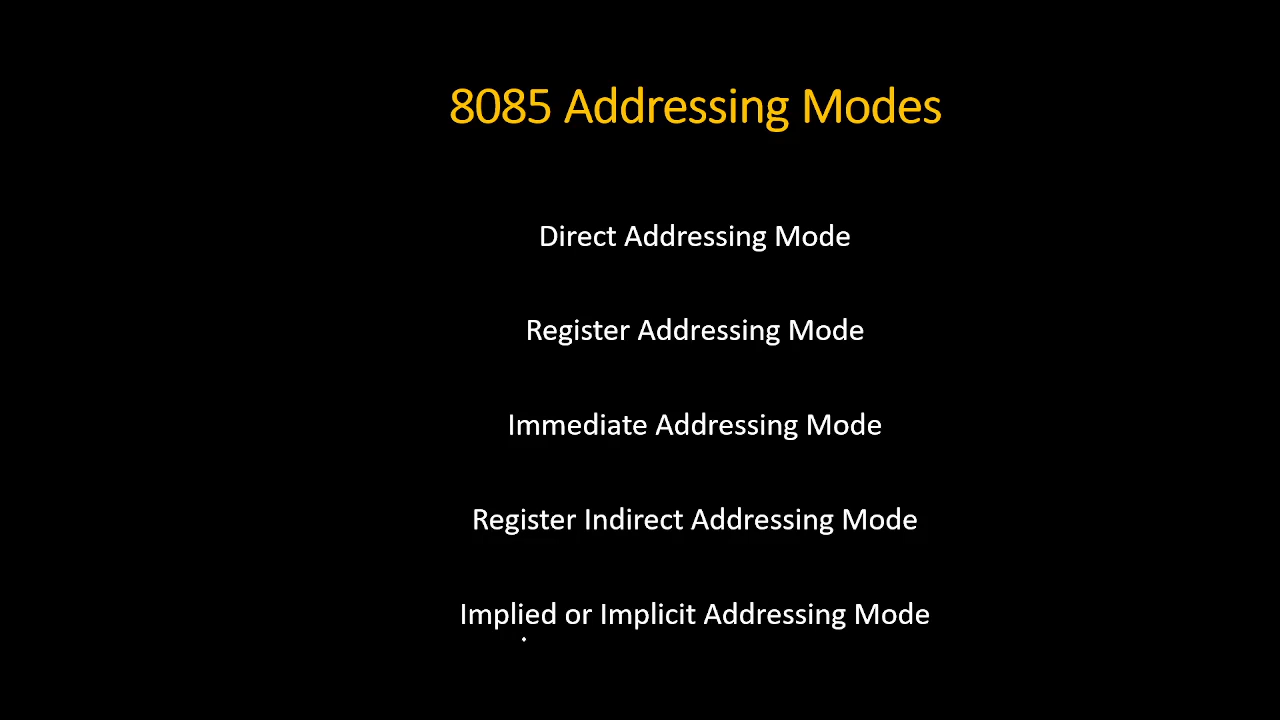 8085 Addressing Modes
Direct Addressing Mode
Register Addressing Mode
Immediate Addressing Mode
Register Indirect Addressing Mode
Implied or Implicit Addressing Mode